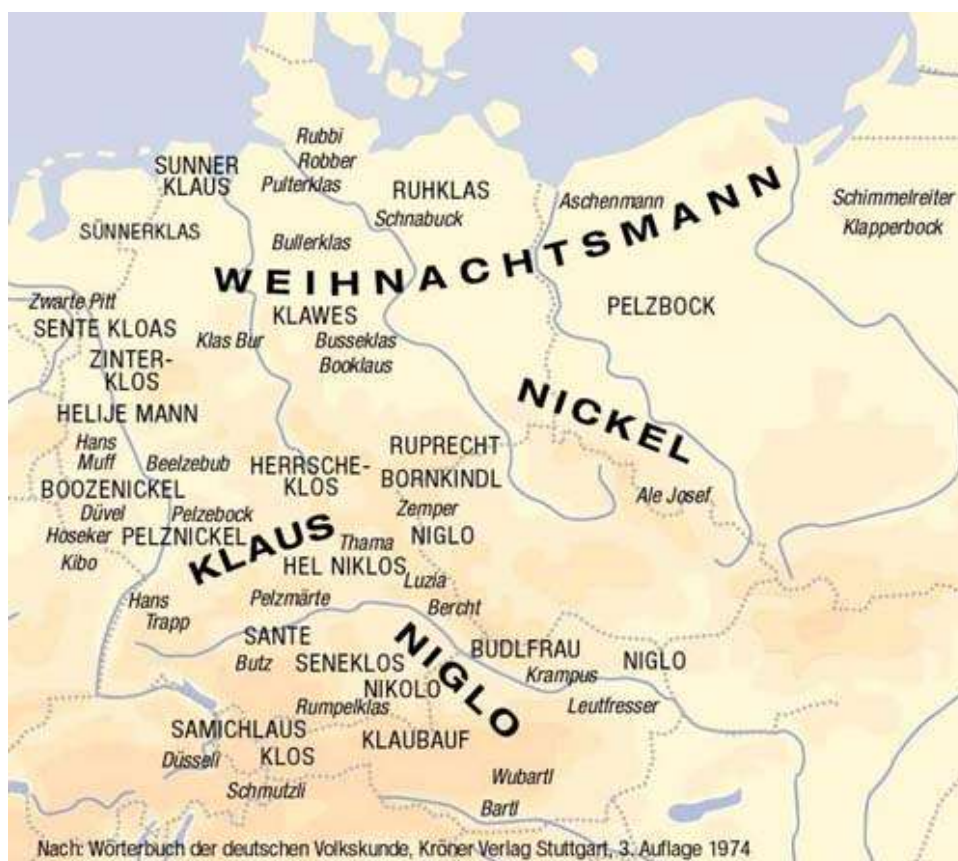 Rubbi
Robber
Pulterklas
SUNNER
KLAUS
RUHKLAS
Schnabuck
Aschenmann
Schimmelreiter
Klapperbock
SÜNNERKLAS
Bullerklas
WEIHNACHTSMANN
Zwarte Pitt
SENTE KLOAS
ZINTER-
KLOS
KLAWES
Klas Bur
Busseklas
Booklaus
PELZBOCK
HELIJE MANN
NICKEL
Hans
Muff
Beelzebub
HERRSCHE-
KLOS
RUPRECHT
BORNKINDL
Zemper
NIGLO
Ale Josef
BOOZENICKEL
Düvel
Pelzebock
Hoseker
PELZNICKEL
Kibo
KLAUS
Thama
HEL NIKLOS
Luzia
Hans
Trapp
Pelzmärte
Bercht
SANTE
Butz
SENEKLOS
NIKOLO
Rumpelklas
NIGLO
BUDLFRAU
Krampus
NIGLO
Leutfresser
SAMICHLAUS
Düsseli
KLOS
Schmutzli
KLAUBAUF
Wubartl
Bartl
Nach: Wörterbuch der deutschen Volkskunde, Kröner Verlag Stuttgart, 3. Auflage 1974